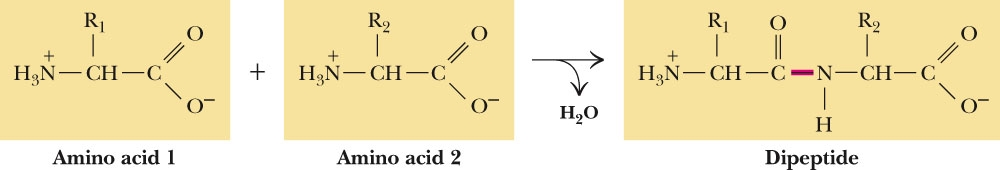 R₁
O
H₃N⁺—CH—C
O⁻
+
R₂
O
H₃N⁺—CH—C
O⁻
H₂O
R₁
O
R₂
O
H₃N⁺—CH—C—N—CH—C
H
O⁻
Amino acid 1
Amino acid 2
Dipeptide